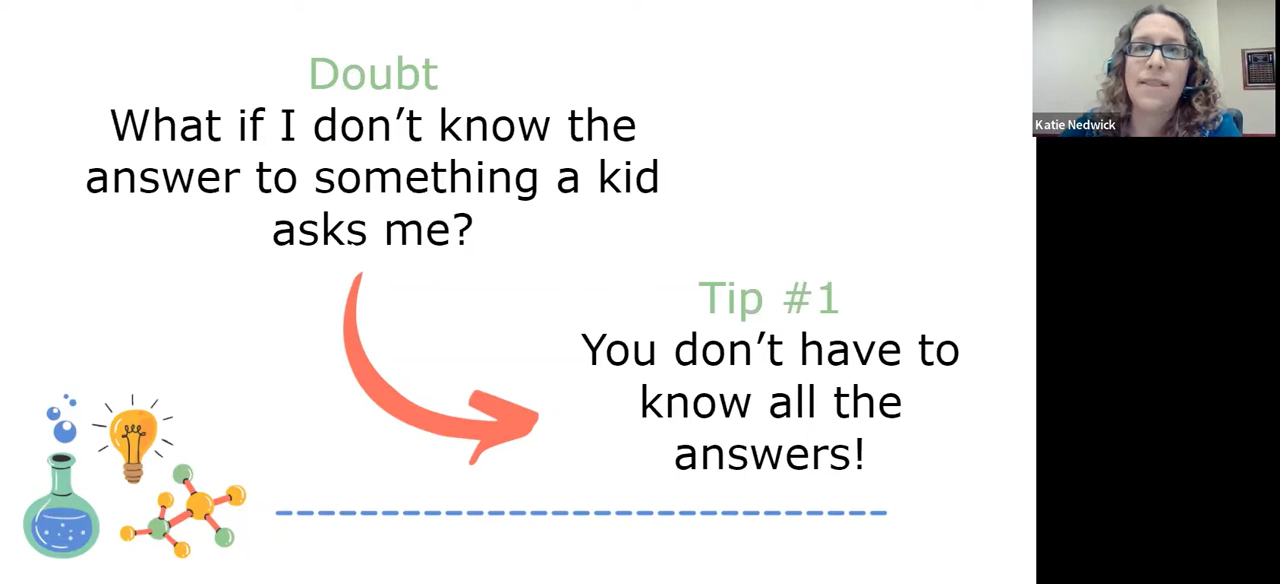 Doubt
What if I don’t know the
answer to something a kid
asks me?
Tip #1
You don’t have to
know all the
answers!
Katie Nedwick